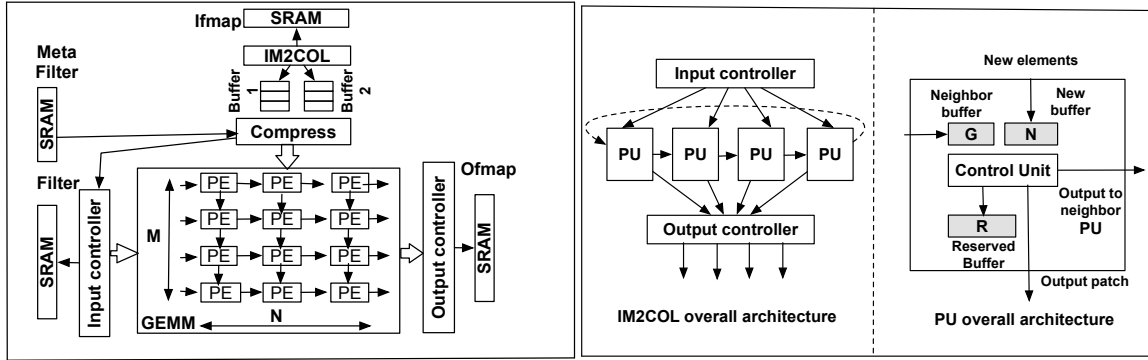 Ifmap
SRAM
IM2COL
Meta
Filter
SRAM
Buffer
1
Buffer
2
Compress
Filter
SRAM
Input controller
M
PE PE PE
PE PE PE
PE PE PE
PE PE PE
GEMM
N
Output controller
Ofmap
SRAM
Input controller
PU PU PU PU
Output controller
IM2COL overall architecture
New elements
Neighbor
buffer
New
buffer
G
N
Control Unit
Output to
neighbor
PU
R
Reserved
Buffer
Output patch
PU overall architecture